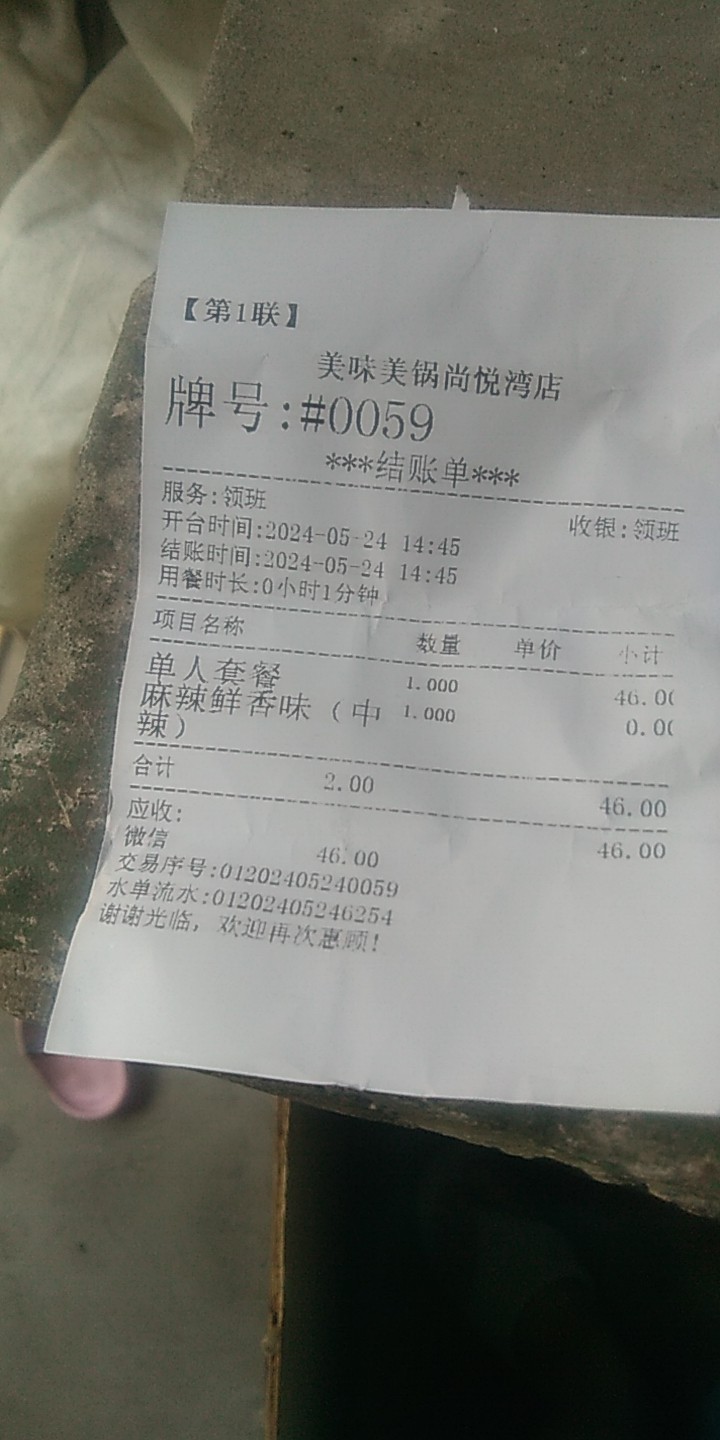 【第1联】
美味美锅尚悦湾店
牌号:#0059
***结账单***
服务:领班 收银:领班
开台时间:2024-05-24 14:45
结账时间:2024-05-24 14:45
用餐时长:0小时1分钟
项目名称 数量 单价 小计
单人套餐 1.000 46.00
麻辣鲜香味（中 1.000 0.00
辣）
合计 2.00 46.00
应收: 46.00
微信 46.00
交易序号:01202405240059
水单流水:01202405246254
谢谢光临, 欢迎再次惠顾!